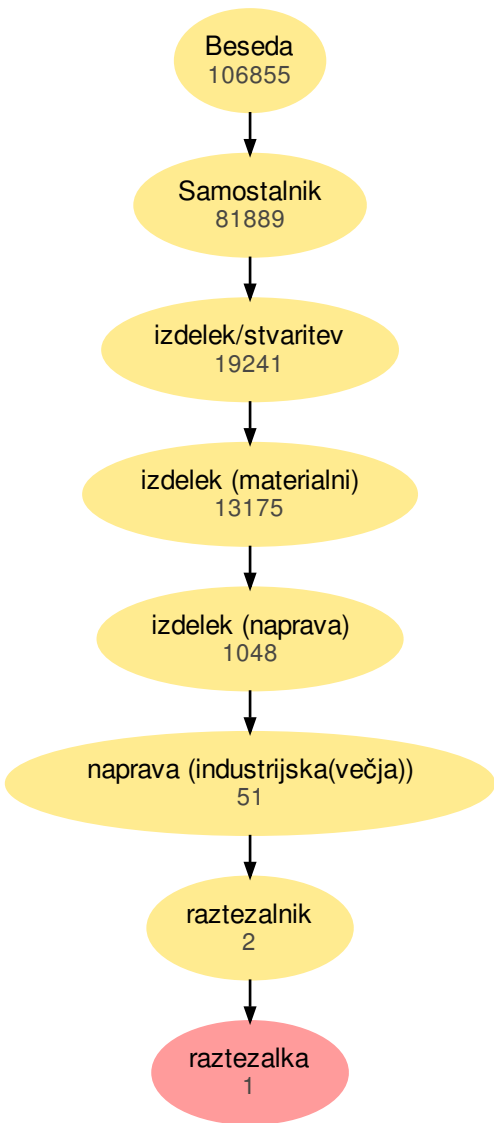 Beseda
106855
Samostalnik
81889
izdelek/stvaritev
19241
izdelek (materialni)
13175
izdelek (naprava)
1048
naprava (industrijska(večja))
51
raztezalnik
2
raztezalka
1